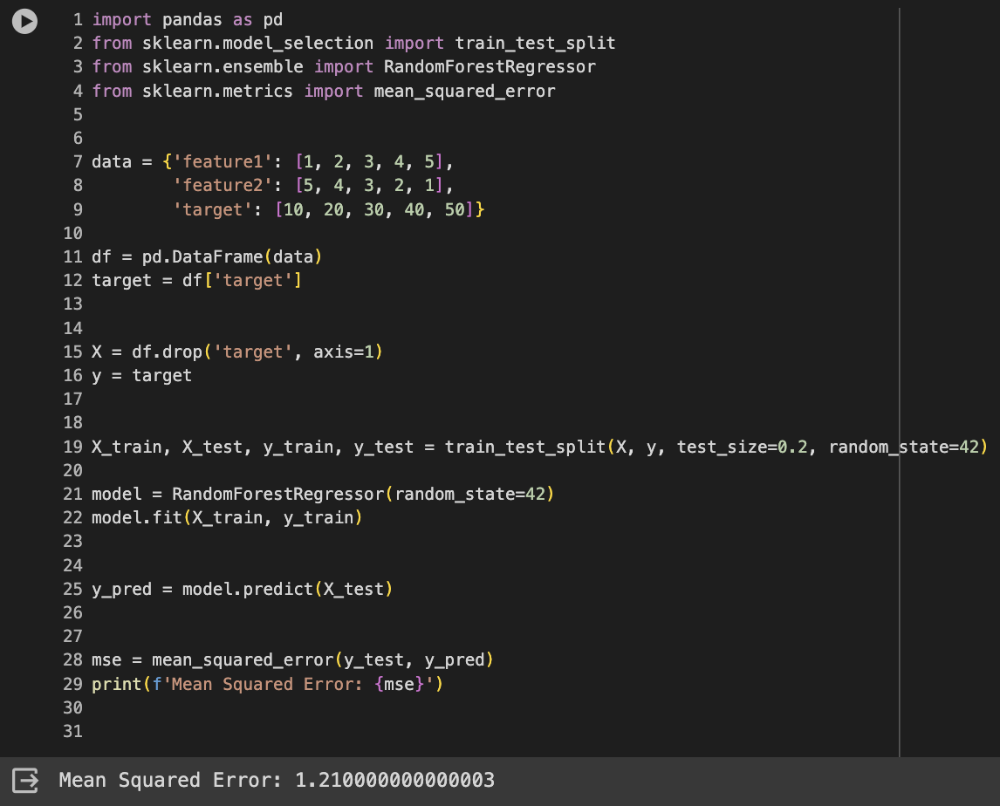 1 import pandas as pd
2 from sklearn.model_selection import train_test_split
3 from sklearn.ensemble import RandomForestRegressor
4 from sklearn.metrics import mean_squared_error
5
6
7 data = {'feature1': [1, 2, 3, 4, 5],
8         'feature2': [5, 4, 3, 2, 1],
9         'target': [10, 20, 30, 40, 50]}
10
11 df = pd.DataFrame(data)
12 target = df['target']
13
14
15 X = df.drop('target', axis=1)
16 y = target
17
18
19 X_train, X_test, y_train, y_test = train_test_split(X, y, test_size=0.2, random_state=42)
20
21 model = RandomForestRegressor(random_state=42)
22 model.fit(X_train, y_train)
23
24
25 y_pred = model.predict(X_test)
26
27
28 mse = mean_squared_error(y_test, y_pred)
29 print(f'Mean Squared Error: {mse}')
30
31
Mean Squared Error: 1.210000000000003